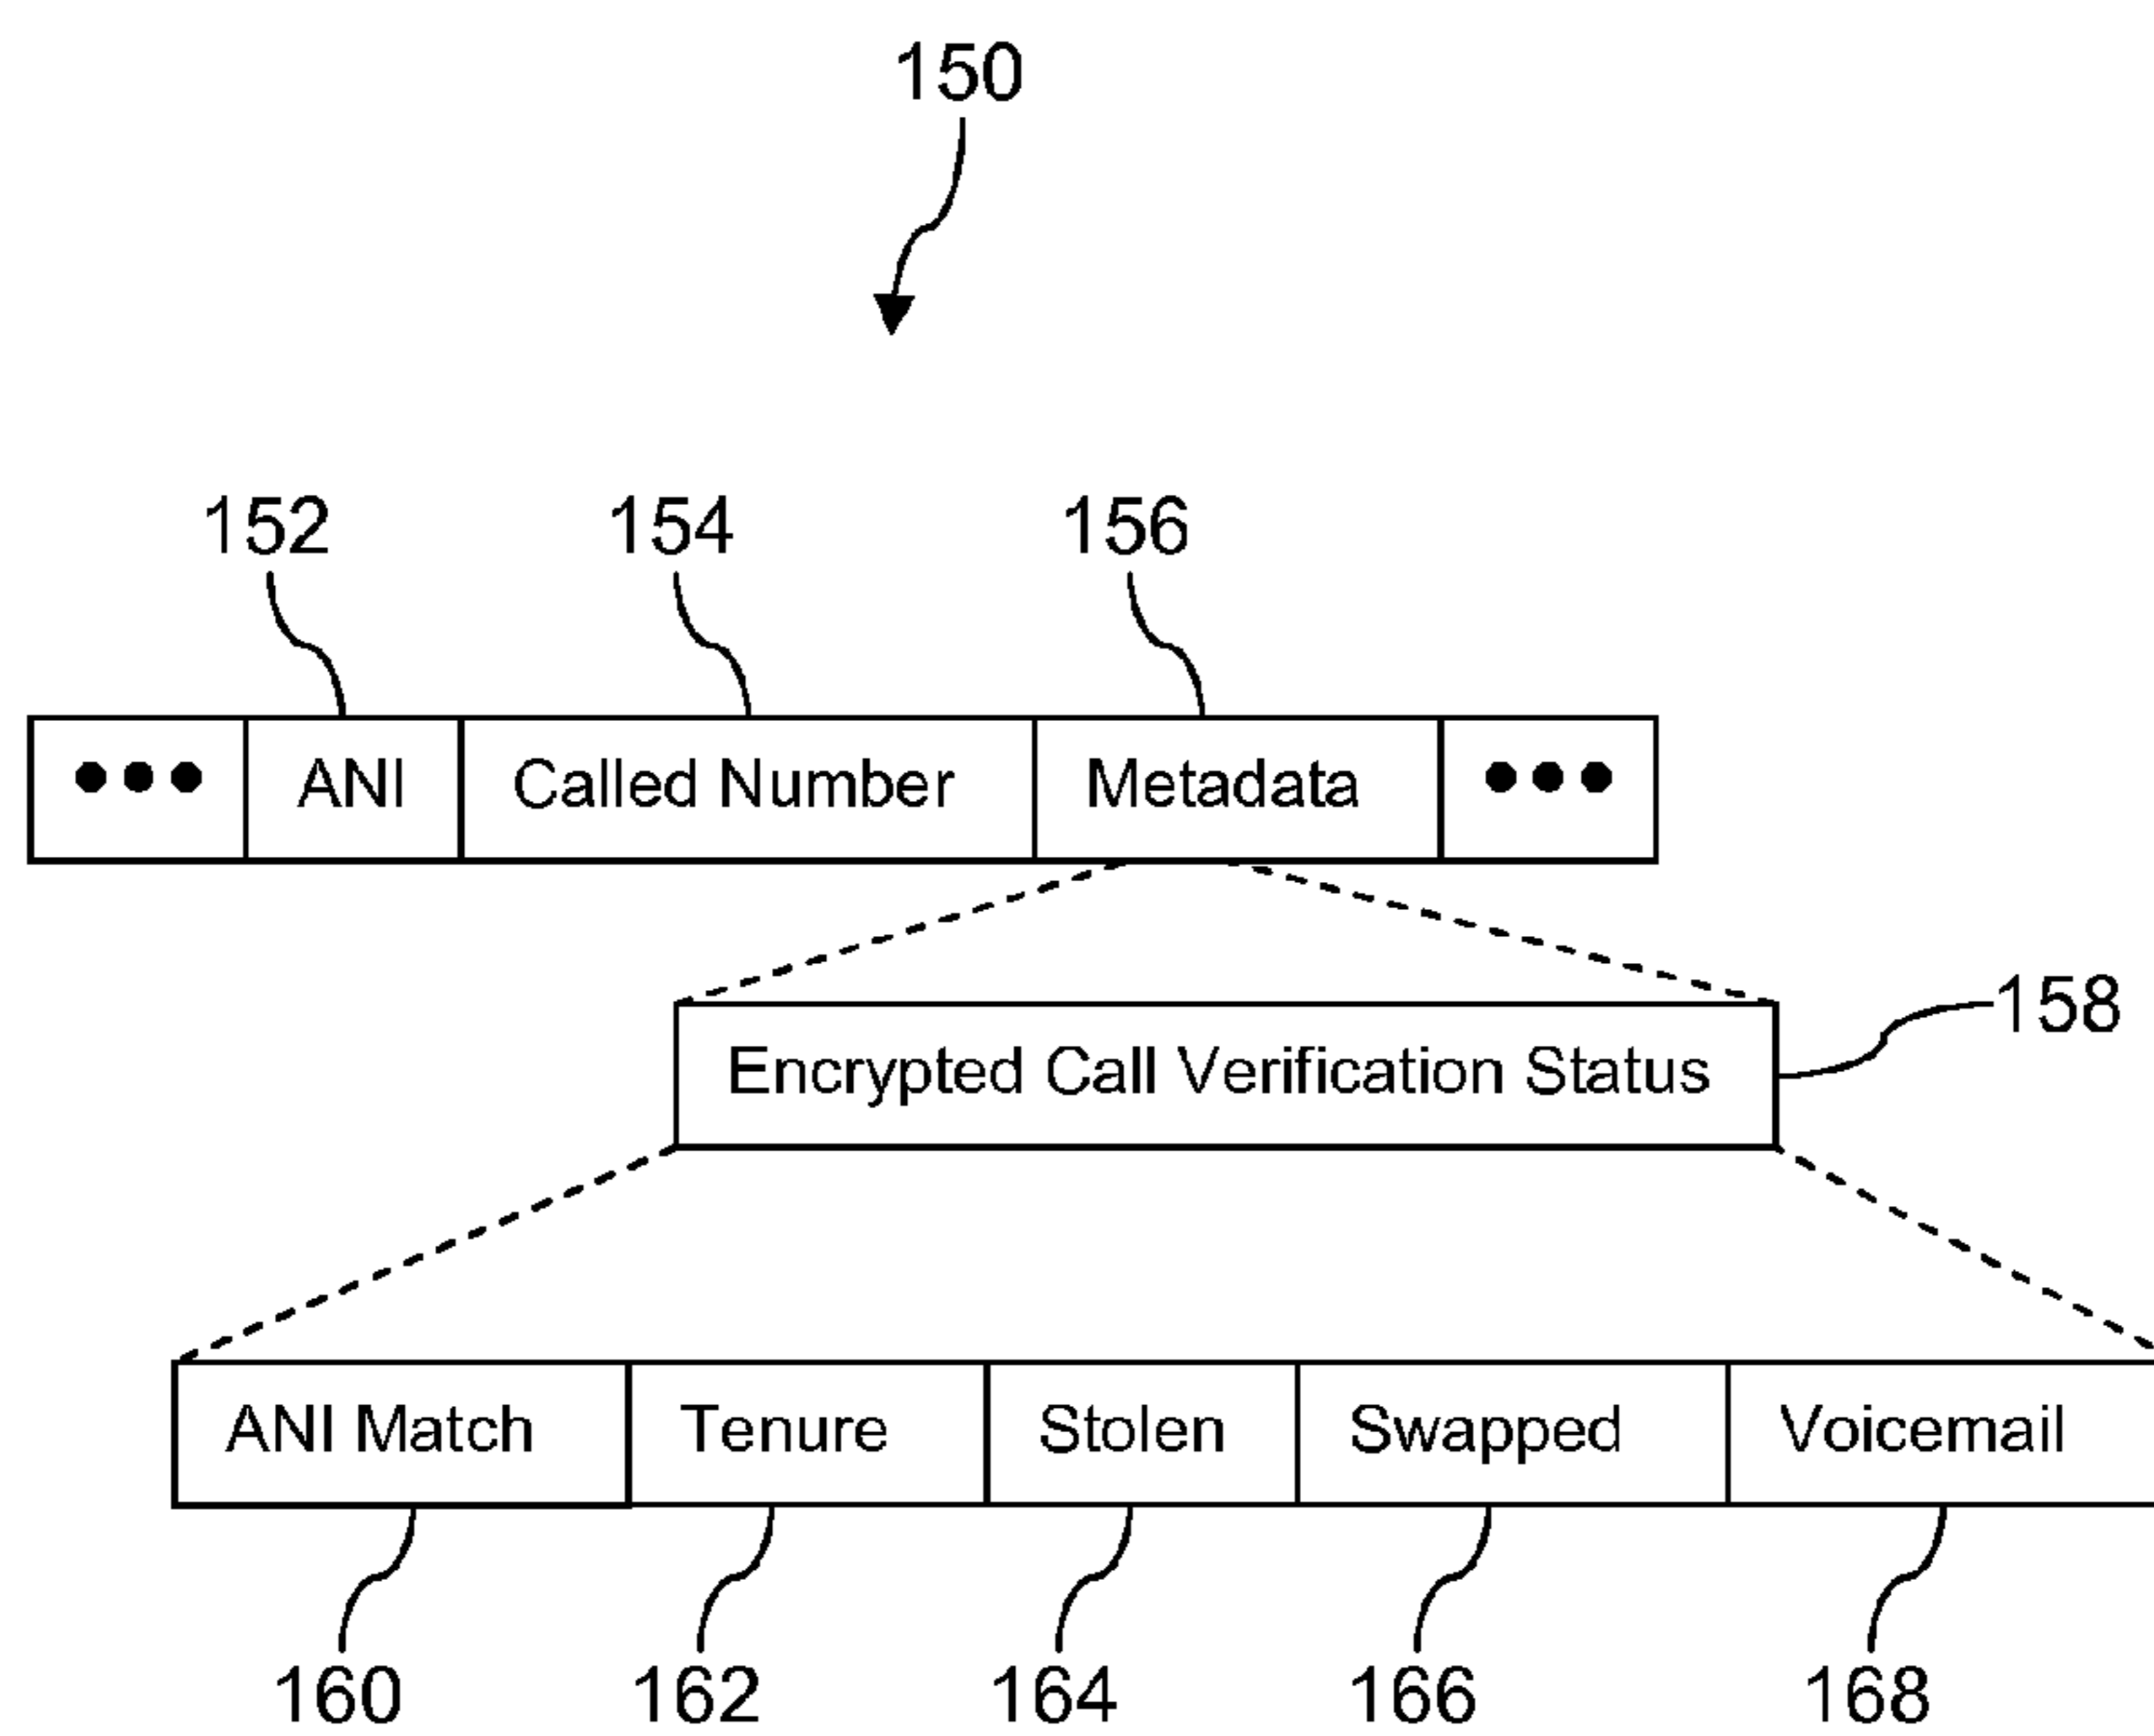 150
152 154 156
••• ANI Called Number Metadata •••
158
Encrypted Call Verification Status
ANI Match Tenure Stolen Swapped Voicemail
160 162 164 166 168